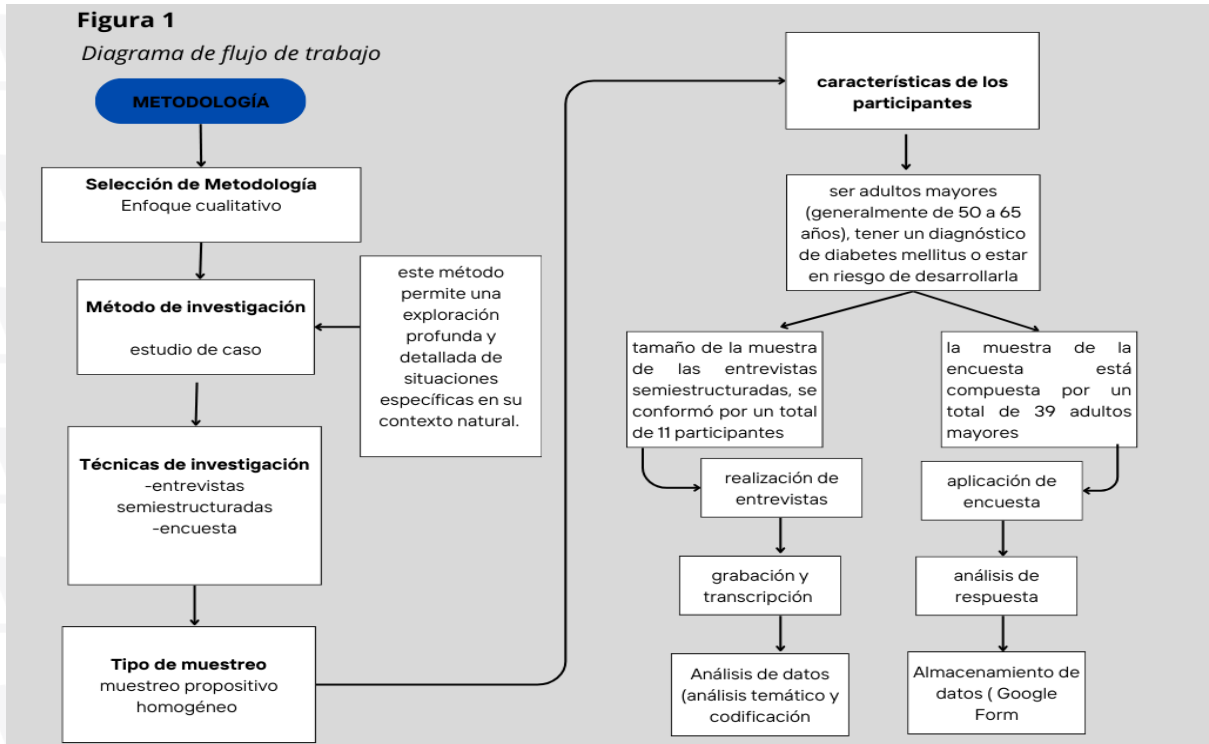 Figura 1
Diagrama de flujo de trabajo
METODOLOGÍA
Selección de Metodología
Enfoque cualitativo
Método de investigación
estudio de caso
este método
permite una
exploración
profunda y
detallada de
situaciones
específicas en su
contexto natural.
Técnicas de investigación
-entrevistas
semiestructuradas
-encuesta
Tipo de muestreo
muestreo propositivo
homogéneo
características de los
participantes
ser adultos mayores
(generalmente de 50 a 65
años), tener un diagnóstico
de diabetes mellitus o estar
en riesgo de desarrollarla
tamaño de la muestra
de las entrevistas
semiestructuradas, se
conformó por un total
de 11 participantes
realización de
entrevistas
grabación y
transcripción
Análisis de datos
(análisis temático y
codificación
la muestra de la
encuesta está
compuesta por un
total de 39 adultos
mayores
aplicación de
encuesta
análisis de
respuesta
Almacenamiento de
datos ( Google
Form